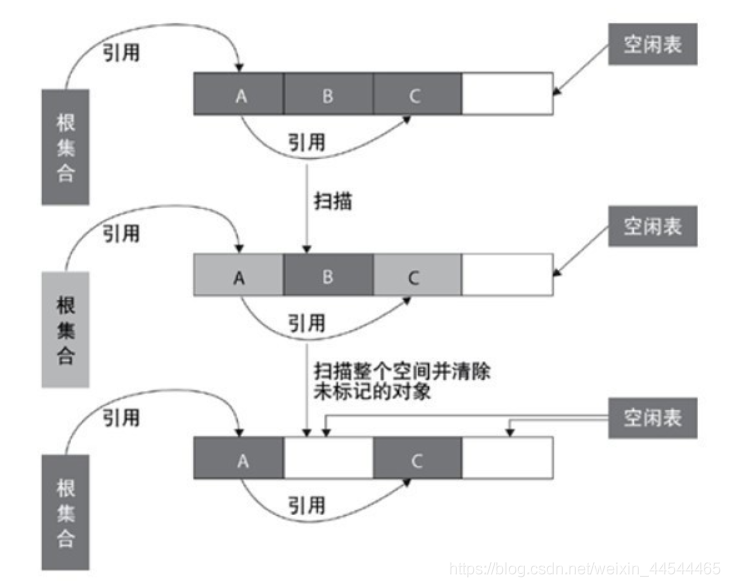 引用
空闲表
A B C
根集合
引用
扫描
引用
空闲表
A B C
根集合
引用
扫描整个空间并清除
未标记的对象
引用
空闲表
A C
根集合
引用
https://blog.csdn.net/weixin_44544465